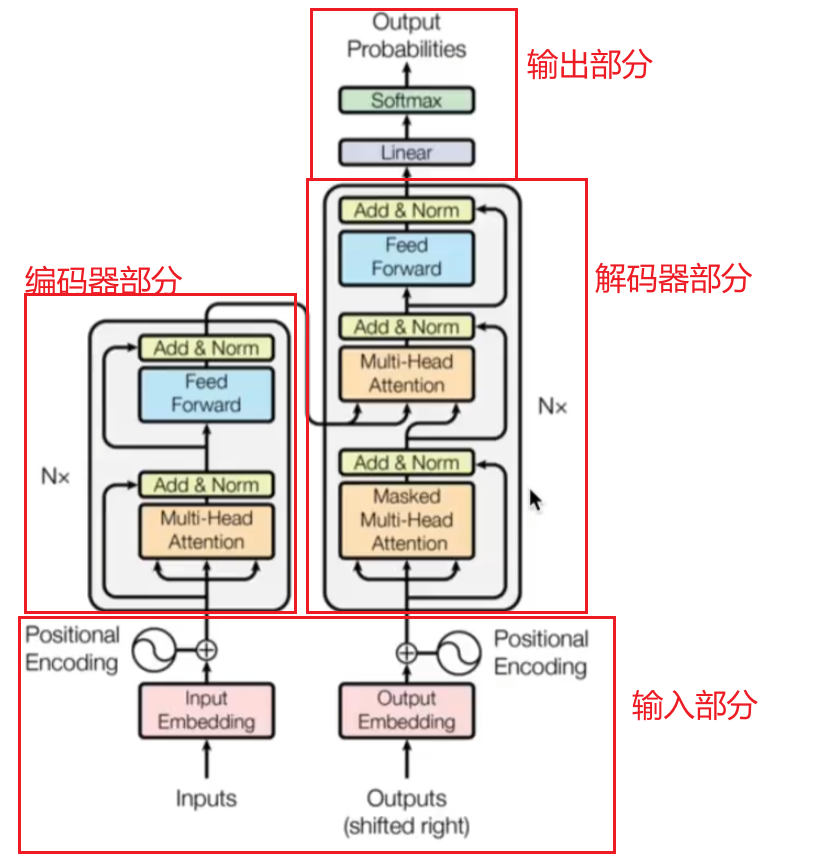 Output
Probabilities
输出部分
Softmax
Linear
编码器部分
Add & Norm
Feed
Forward
Nx
Add & Norm
Multi-Head
Attention
解码器部分
Add & Norm
Feed
Forward
Add & Norm
Multi-Head
Attention
Nx
Add & Norm
Masked
Multi-Head
Attention
Positional
Encoding
Input
Embedding
Inputs
Positional
Encoding
Output
Embedding
Outputs
(shifted right)
输入部分